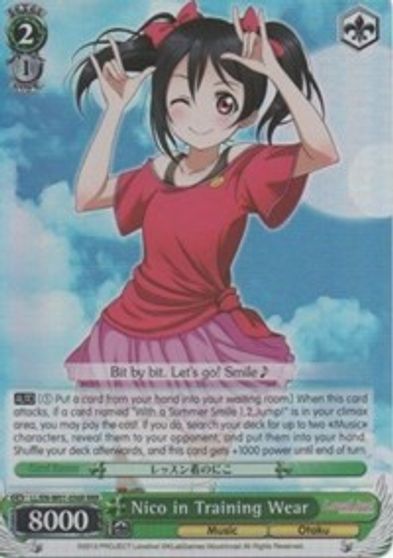 2
1
Bit by bit. Let's go! Smile♪
AUTO [① Put a card from your hand into your waiting room] When this card
attacks, if a card named "With a Summer Smile 1,2,Jump!" is in your climax
area, you may pay the cost. If you do, search your deck for up to two «Music»
characters, reveal them to your opponent, and put them into your hand.
Shuffle your deck afterwards, and this card gets +1000 power until end of turn.
レッスン着のにこ
Nico in Training Wear
8000
Music
Otaku